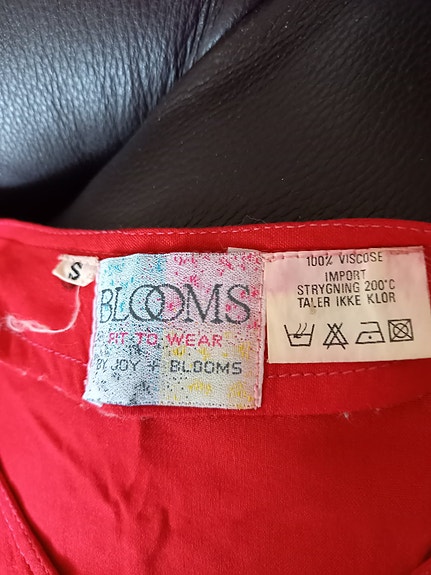 S
BLOOMS
FIT TO WEAR
BY JOY + BLOOMS
100% VISCOSE
IMPORT
STRYGNING 200°C
TALER IKKE KLOR